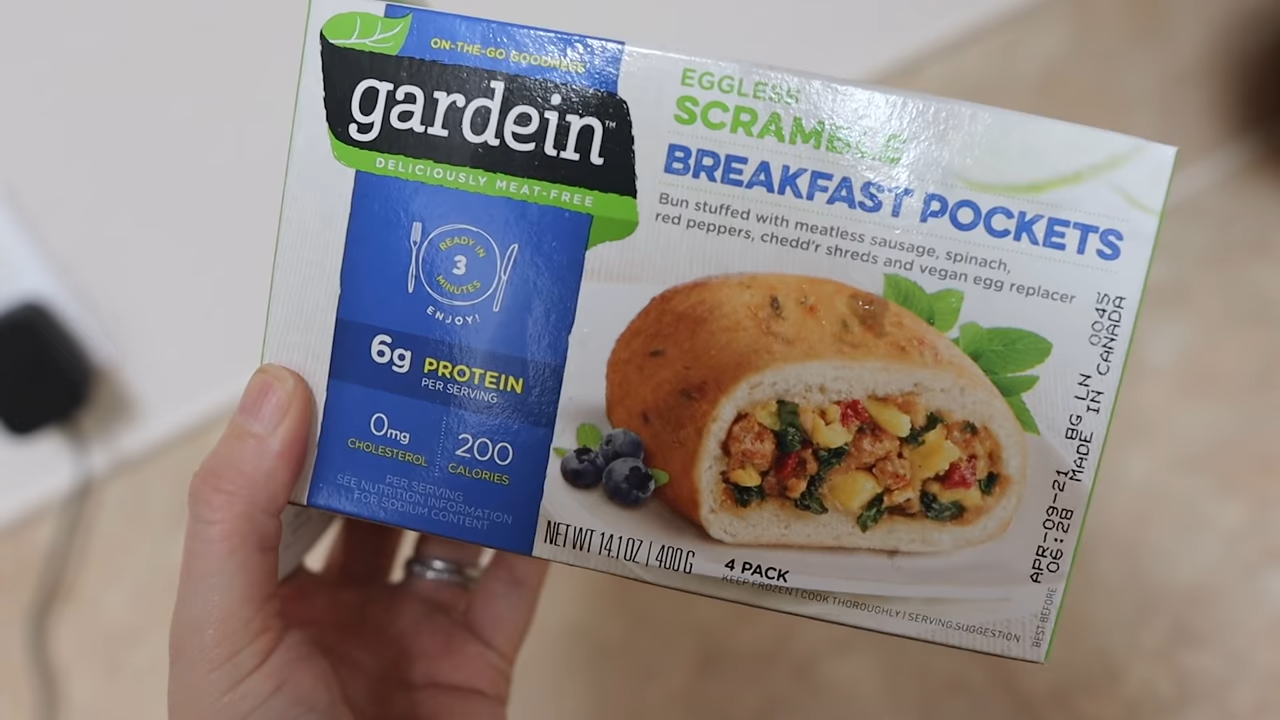 ON-THE-GO GOODNESS
gardein™
DELICIOUSLY MEAT-FREE
READY IN
3
MINUTES
ENJOY!
6g PROTEIN
PER SERVING
0mg
CHOLESTEROL
200
CALORIES
PER SERVING
SEE NUTRITION INFORMATION
FOR SODIUM CONTENT
EGGLESS
SCRAMBLE
BREAKFAST POCKETS
Bun stuffed with meatless sausage, spinach,
red peppers, chedd'r shreds and vegan egg replacer
NET WT 14.1 OZ | 400 G
4 PACK
KEEP FROZEN | COOK THOROUGHLY | SERVING SUGGESTION
BEST BEFORE
APR-09-21 BG LN 0045
06:28 MADE IN CANADA